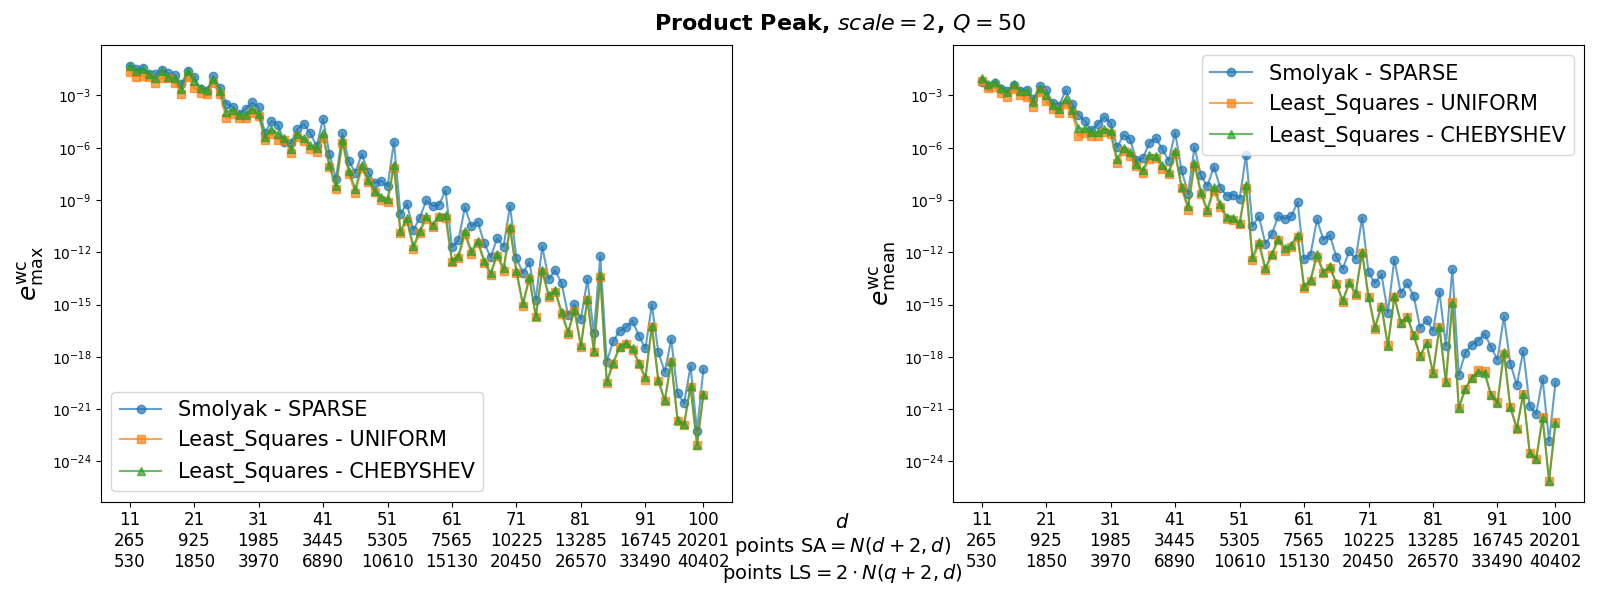 Product Peak, scale = 2, Q = 50
10⁻³
10⁻⁶
10⁻⁹
10⁻¹²
10⁻¹⁵
10⁻¹⁸
10⁻²¹
10⁻²⁴
e^wc_max
Smolyak - SPARSE
Least_Squares - UNIFORM
Least_Squares - CHEBYSHEV
11 21 31 41 51 61 71 81 91 100
265 925 1985 3445 5305 7565 10225 13285 16745 20201
530 1850 3970 6890 10610 15130 20450 26570 33490 40402
d
points SA = N(d + 2, d)
points LS = 2 · N(q + 2, d)
10⁻³
10⁻⁶
10⁻⁹
10⁻¹²
10⁻¹⁵
10⁻¹⁸
10⁻²¹
10⁻²⁴
e^wc_mean
Smolyak - SPARSE
Least_Squares - UNIFORM
Least_Squares - CHEBYSHEV
11 21 31 41 51 61 71 81 91 100
265 925 1985 3445 5305 7565 10225 13285 16745 20201
530 1850 3970 6890 10610 15130 20450 26570 33490 40402